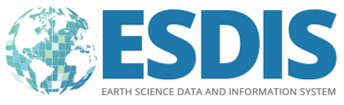 ESDIS
EARTH SCIENCE DATA AND INFORMATION SYSTEM